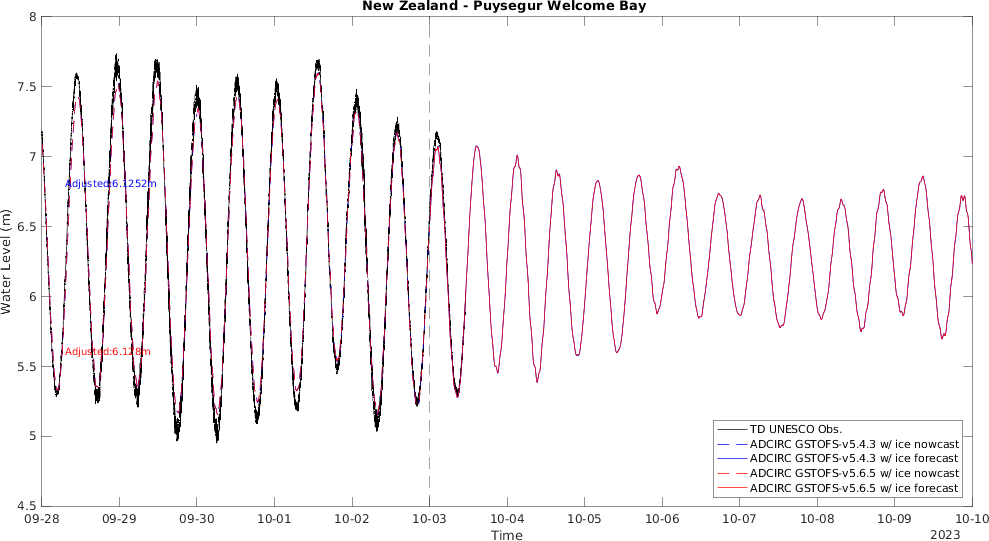 New Zealand - Puysegur Welcome Bay
8
7.5
7
6.5
6
5.5
5
4.5
Water Level (m)
Adjusted:6.1252m
Adjusted:6.128m
TD UNESCO Obs.
ADCIRC GSTOFS-v5.4.3 w/ ice nowcast
ADCIRC GSTOFS-v5.4.3 w/ ice forecast
ADCIRC GSTOFS-v5.6.5 w/ ice nowcast
ADCIRC GSTOFS-v5.6.5 w/ ice forecast
09-28 09-29 09-30 10-01 10-02 10-03 10-04 10-05 10-06 10-07 10-08 10-09 10-10
Time
2023